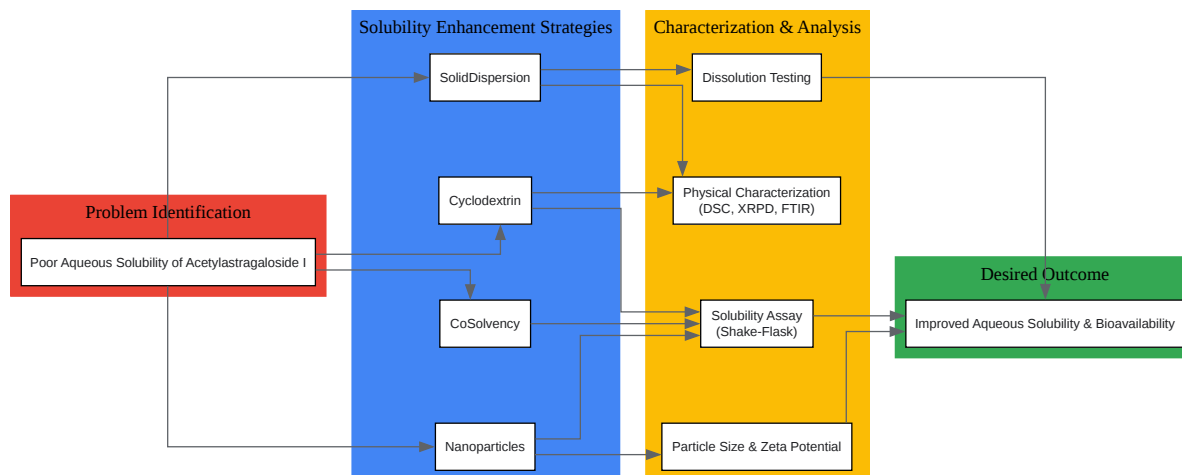 Problem Identification
Poor Aqueous Solubility of Acetylastragaloside I
Solubility Enhancement Strategies
SolidDispersion
Cyclodextrin
CoSolvency
Nanoparticles
Characterization & Analysis
Dissolution Testing
Physical Characterization
(DSC, XRPD, FTIR)
Solubility Assay
(Shake-Flask)
Particle Size & Zeta Potential
Desired Outcome
Improved Aqueous Solubility & Bioavailability